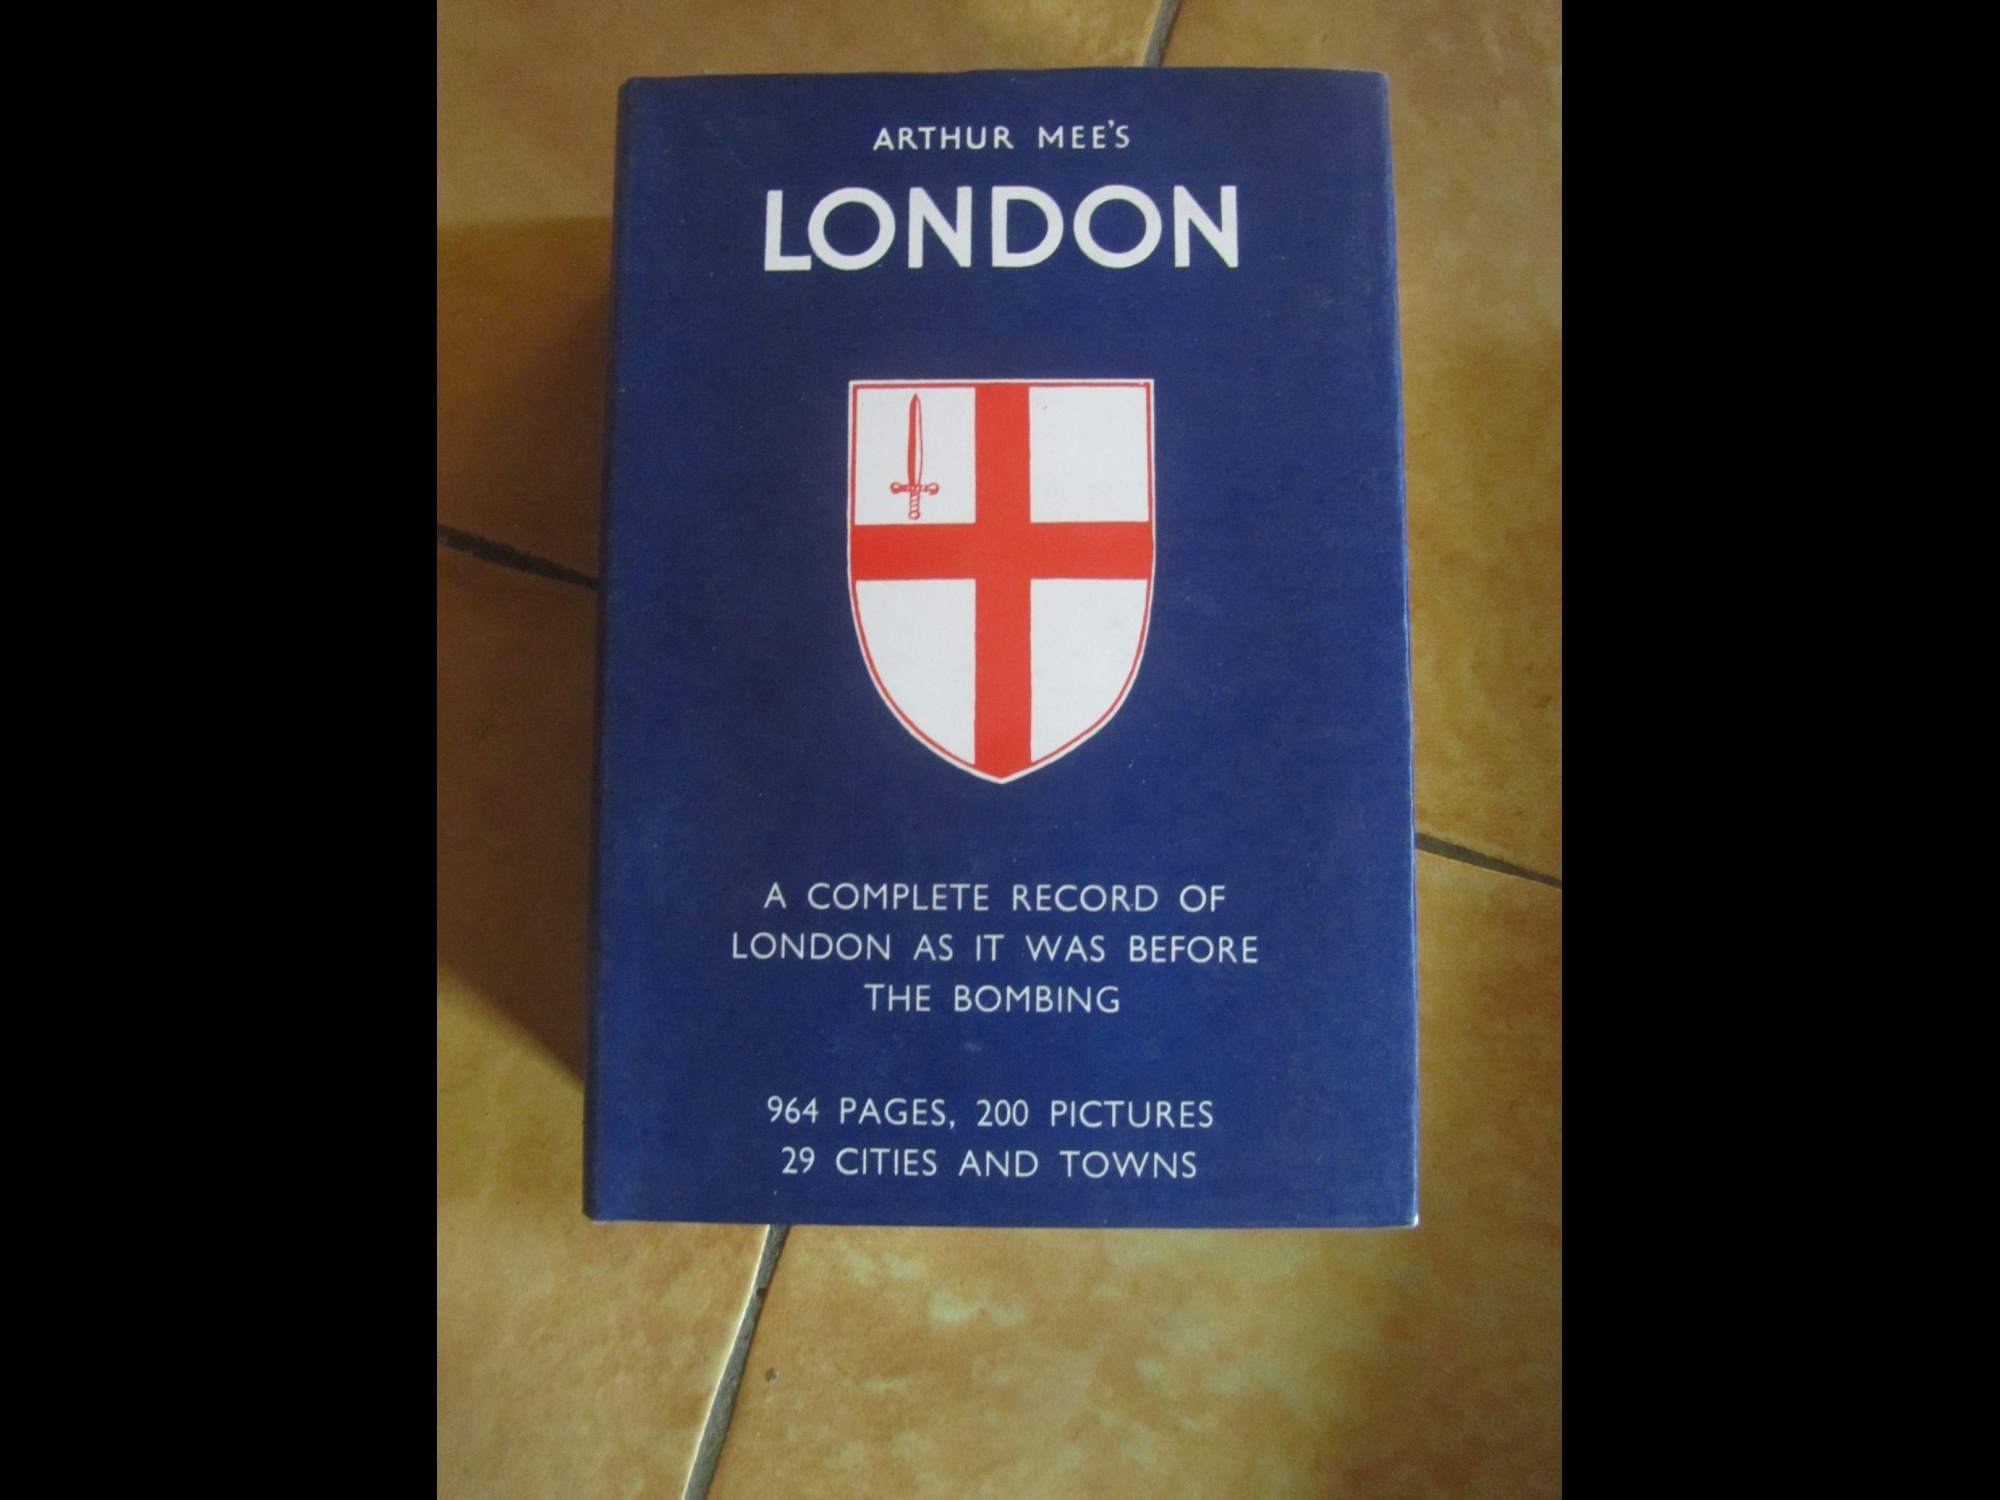 ARTHUR MEE'S
LONDON
A COMPLETE RECORD OF
LONDON AS IT WAS BEFORE
THE BOMBING
964 PAGES, 200 PICTURES
29 CITIES AND TOWNS